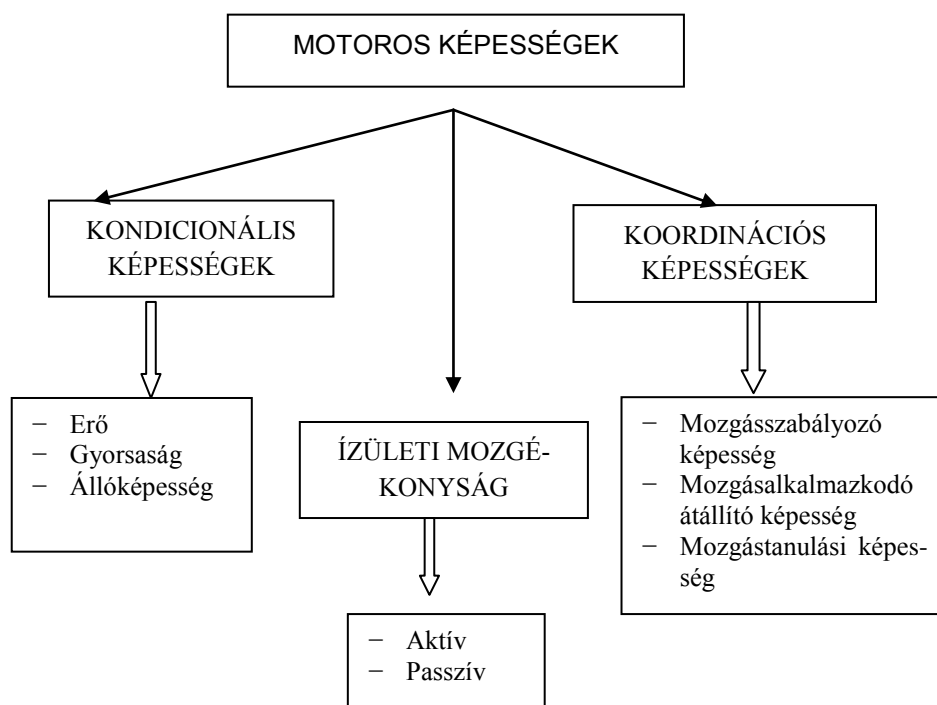 MOTOROS KÉPESSÉGEK
KONDICIONÁLIS
KÉPESSÉGEK
KOORDINÁCIÓS
KÉPESSÉGEK
− Erő
− Gyorsaság
− Állóképesség
ÍZÜLETI MOZGÉ-
KONYSÁG
− Mozgásszabályozó
képesség
− Mozgásalkalmazkodó
átállító képesség
− Mozgástanulási képes-
ség
− Aktív
− Passzív